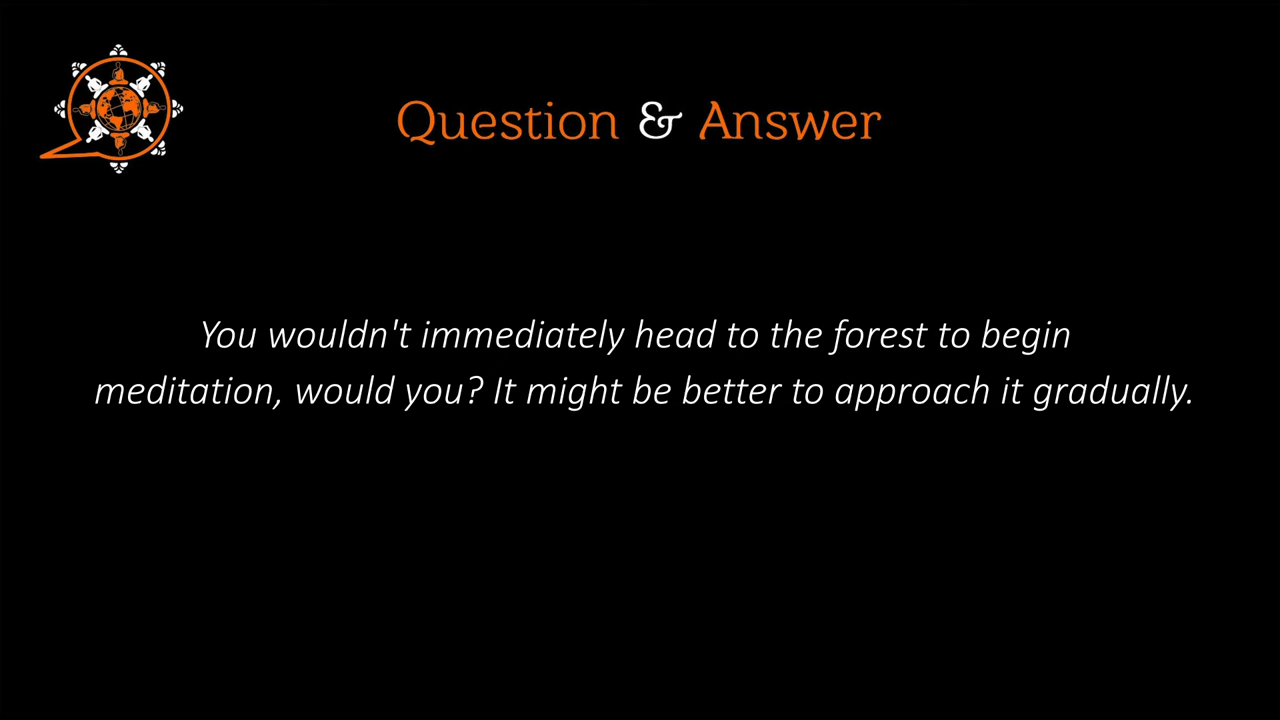 Question & Answer
You wouldn't immediately head to the forest to begin
meditation, would you? It might be better to approach it gradually.